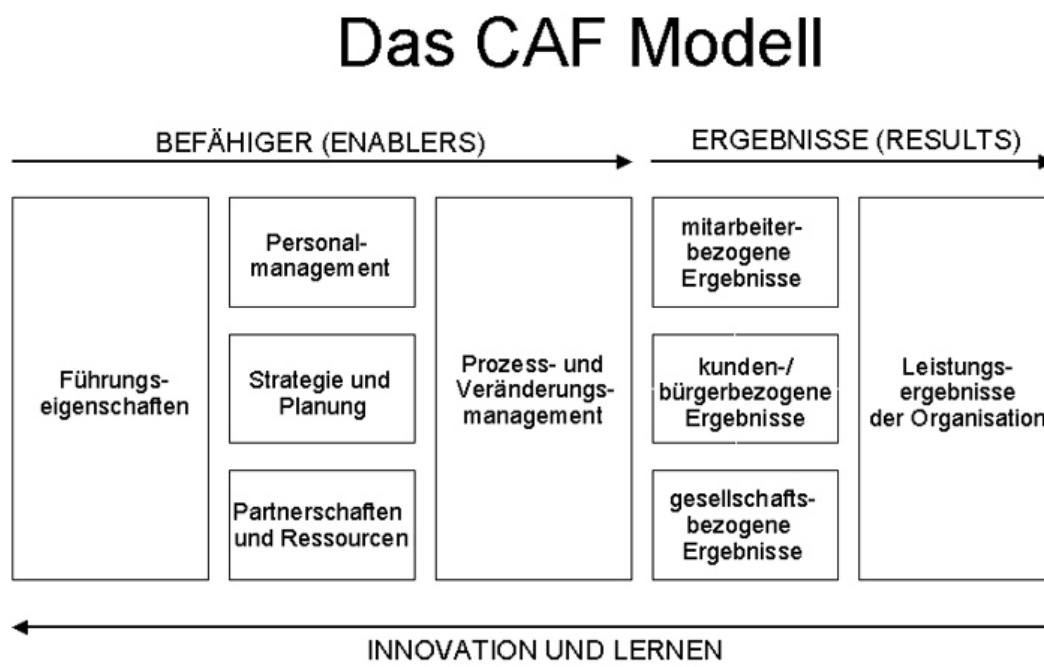 Das CAF Modell
BEFÄHIGER (ENABLERS)
ERGEBNISSE (RESULTS)
Führungs-
eigenschaften
Personal-
management
Strategie und
Planung
Partnerschaften
und Ressourcen
Prozess- und
Veränderungs-
management
mitarbeiter-
bezogene
Ergebnisse
kunden-/
bürgerbezogene
Ergebnisse
gesellschafts-
bezogene
Ergebnisse
Leistungs-
ergebnisse
der Organisation
INNOVATION UND LERNEN